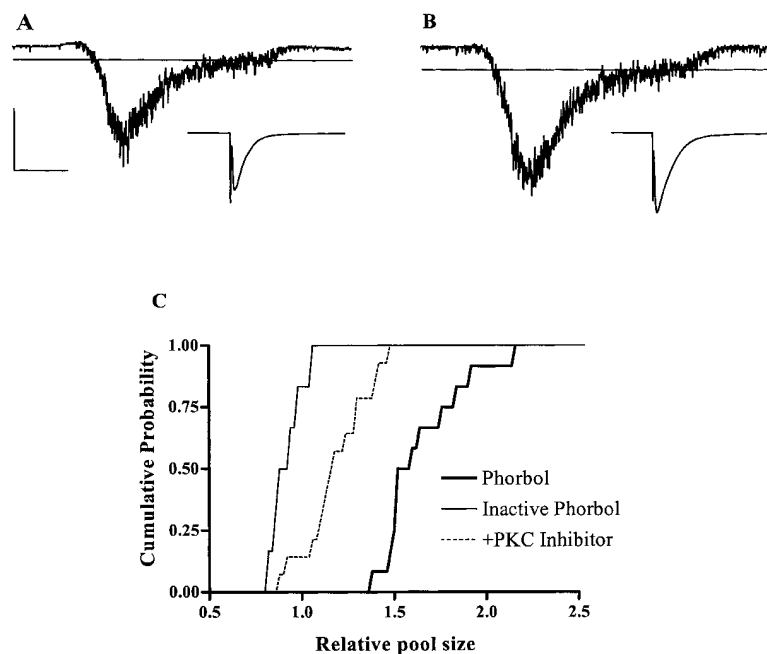 A
B
C
1.00
0.75
0.50
0.25
0.00
Cumulative Probability
Phorbol
Inactive Phorbol
+PKC Inhibitor
0.5 1.0 1.5 2.0 2.5
Relative pool size